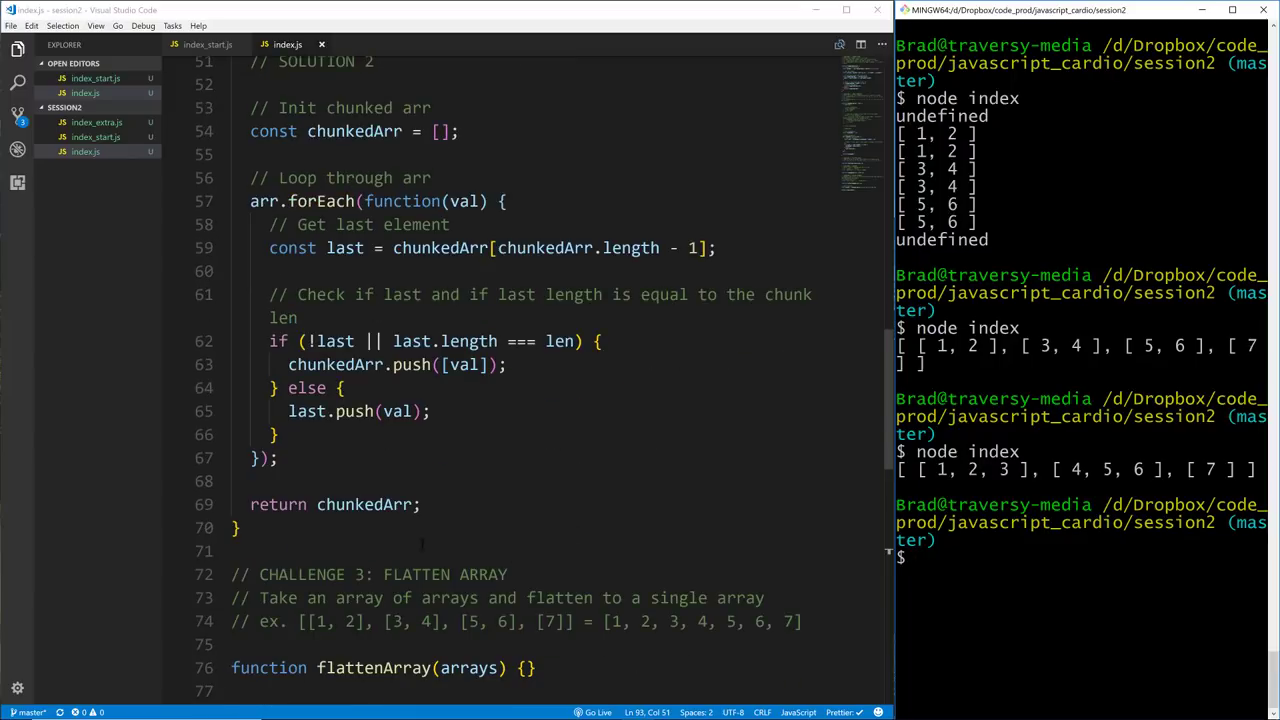 index.js - session2 - Visual Studio Code
File Edit Selection View Go Debug Tasks Help
EXPLORER
OPEN EDITORS
index_start.js U
index.js U
SESSION2
index_extra.js U
index_start.js U
index.js U
index_start.js index.js
51 // SOLUTION 2
52
53 // Init chunked arr
54 const chunkedArr = [];
55
56 // Loop through arr
57 arr.forEach(function(val) {
58 // Get last element
59 const last = chunkedArr[chunkedArr.length - 1];
60
61 // Check if last and if last length is equal to the chunk
len
62 if (!last || last.length === len) {
63 chunkedArr.push([val]);
64 } else {
65 last.push(val);
66 }
67 });
68
69 return chunkedArr;
70 }
71
72 // CHALLENGE 3: FLATTEN ARRAY
73 // Take an array of arrays and flatten to a single array
74 // ex. [[1, 2], [3, 4], [5, 6], [7]] = [1, 2, 3, 4, 5, 6, 7]
75
76 function flattenArray(arrays) {}
77
3
master* 0 0 Go Live Ln 93, Col 51 Spaces: 2 UTF-8 CRLF JavaScript Prettier: ✓
MINGW64:/d/Dropbox/code_prod/javascript_cardio/session2
Brad@traversy-media /d/Dropbox/code_
prod/javascript_cardio/session2 (mas
ter)
$ node index
undefined
[ 1, 2 ]
[ 1, 2 ]
[ 3, 4 ]
[ 3, 4 ]
[ 5, 6 ]
[ 5, 6 ]
undefined
Brad@traversy-media /d/Dropbox/code_
prod/javascript_cardio/session2 (mas
ter)
$ node index
[ [ 1, 2 ], [ 3, 4 ], [ 5, 6 ], [ 7
] ]
Brad@traversy-media /d/Dropbox/code_
prod/javascript_cardio/session2 (mas
ter)
$ node index
[ [ 1, 2, 3 ], [ 4, 5, 6 ], [ 7 ] ]
Brad@traversy-media /d/Dropbox/code_
prod/javascript_cardio/session2 (mas
ter)
$